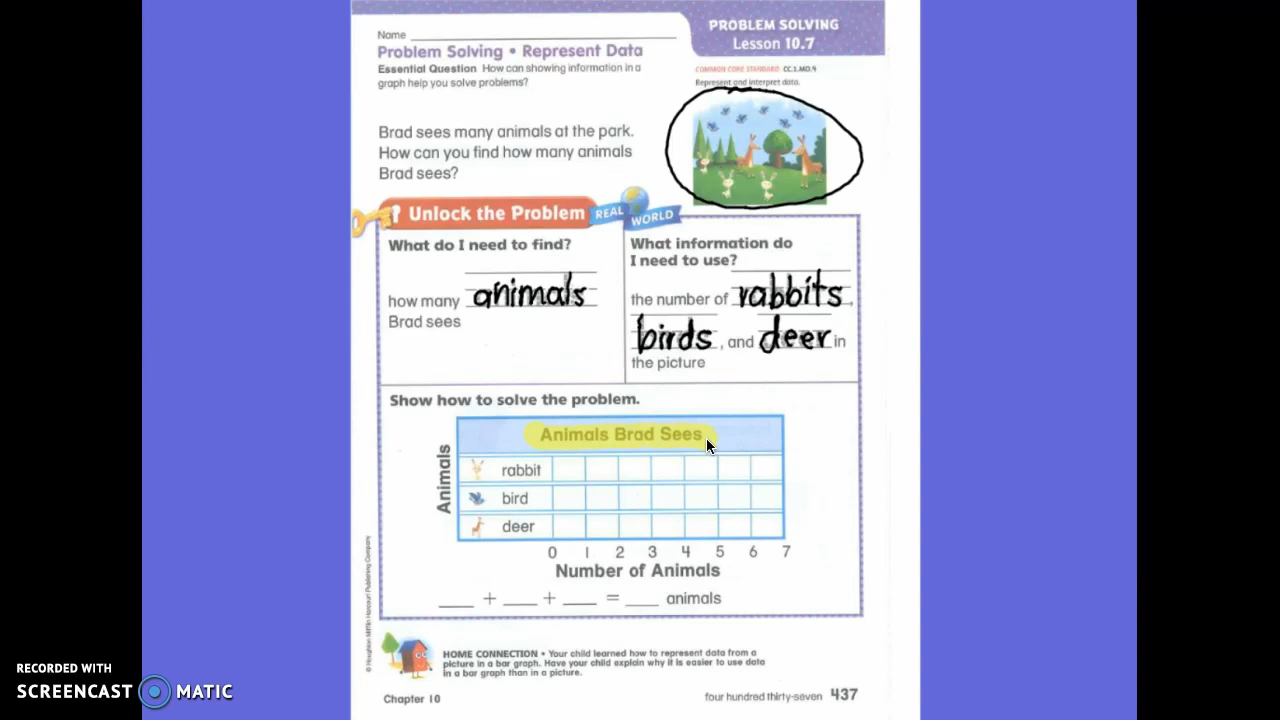 PROBLEM SOLVING
Lesson 10.7
Name
Problem Solving • Represent Data
Essential Question How can showing information in a
graph help you solve problems?
COMMON CORE STANDARD CC.1.MD.4
Represent and interpret data.
Brad sees many animals at the park.
How can you find how many animals
Brad sees?
Unlock the Problem REAL WORLD
What do I need to find?
how many animals
Brad sees
What information do
I need to use?
the number of rabbits,
birds, and deer in
the picture
Show how to solve the problem.
Animals Brad Sees
Animals
rabbit
bird
deer
0 1 2 3 4 5 6 7
Number of Animals
___ + ___ + ___ = ___ animals
HOME CONNECTION • Your child learned how to represent data from a
picture in a bar graph. Have your child explain why it is easier to use data
in a bar graph than in a picture.
© Houghton Mifflin Harcourt Publishing Company
Chapter 10
four hundred thirty-seven 437
RECORDED WITH
SCREENCAST MATIC